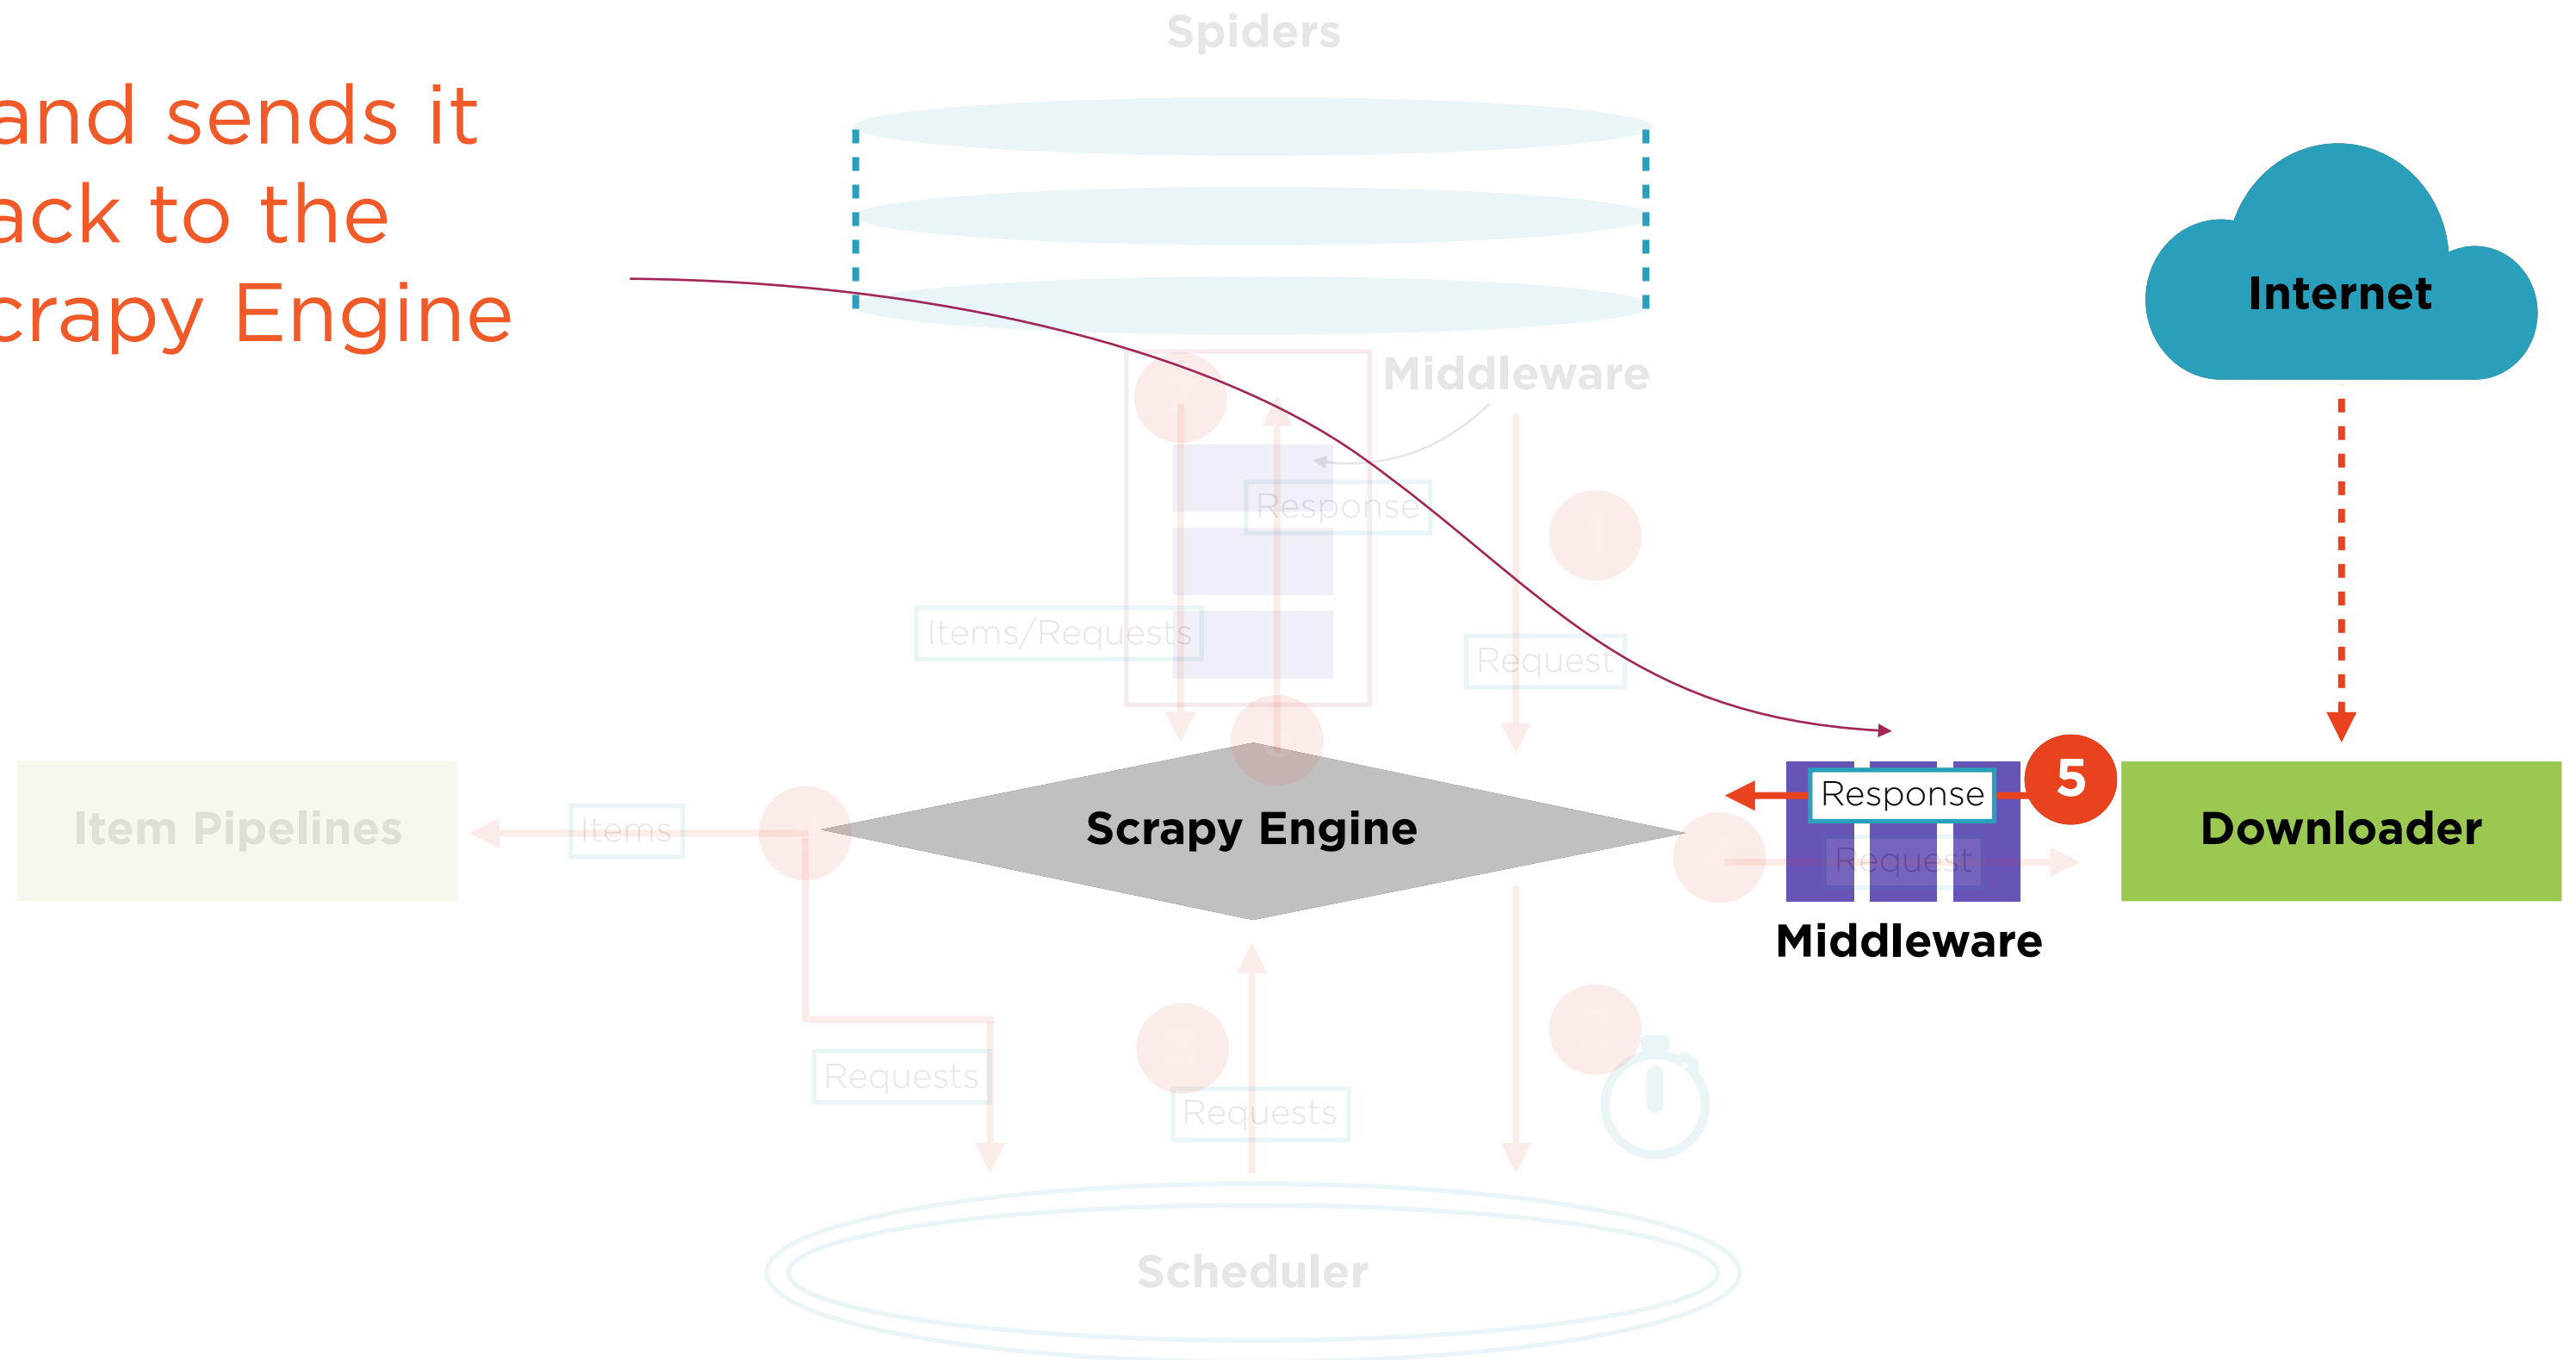 Spiders
and sends it
ack to the
crapy Engine
Internet
Middleware
Response
Items/Requests
Request
Response
5
Item Pipelines
Items
Scrapy Engine
Request
Downloader
Middleware
Requests
Requests
Scheduler